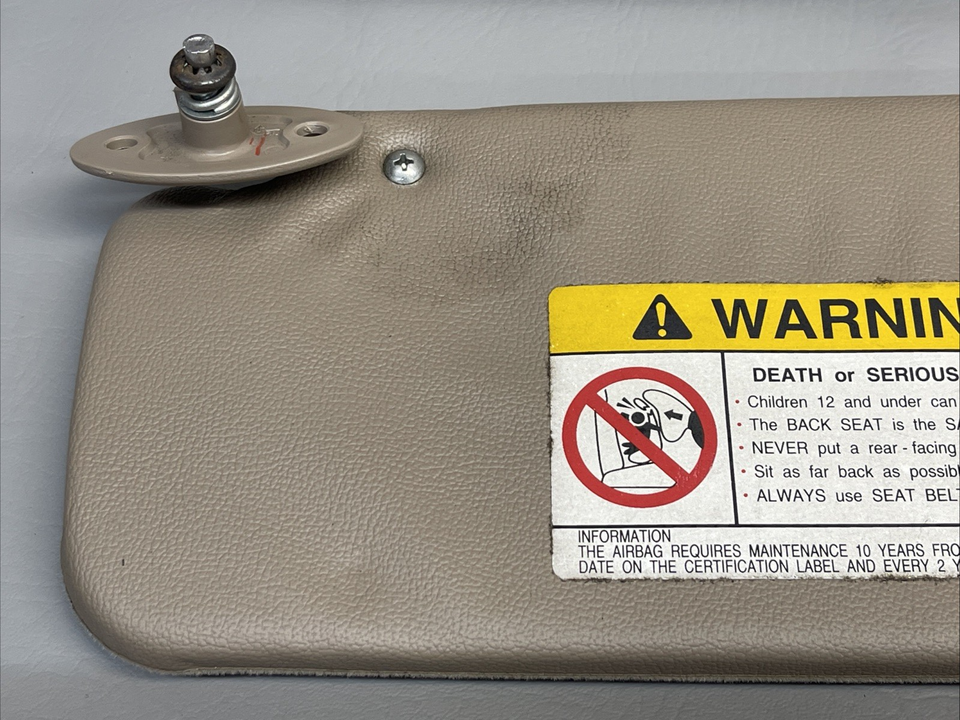 WARNIN
DEATH or SERIOUS
• Children 12 and under can
• The BACK SEAT is the SA
• NEVER put a rear-facing
• Sit as far back as possibl
• ALWAYS use SEAT BELT
INFORMATION
THE AIRBAG REQUIRES MAINTENANCE 10 YEARS FRO
DATE ON THE CERTIFICATION LABEL AND EVERY 2 Y